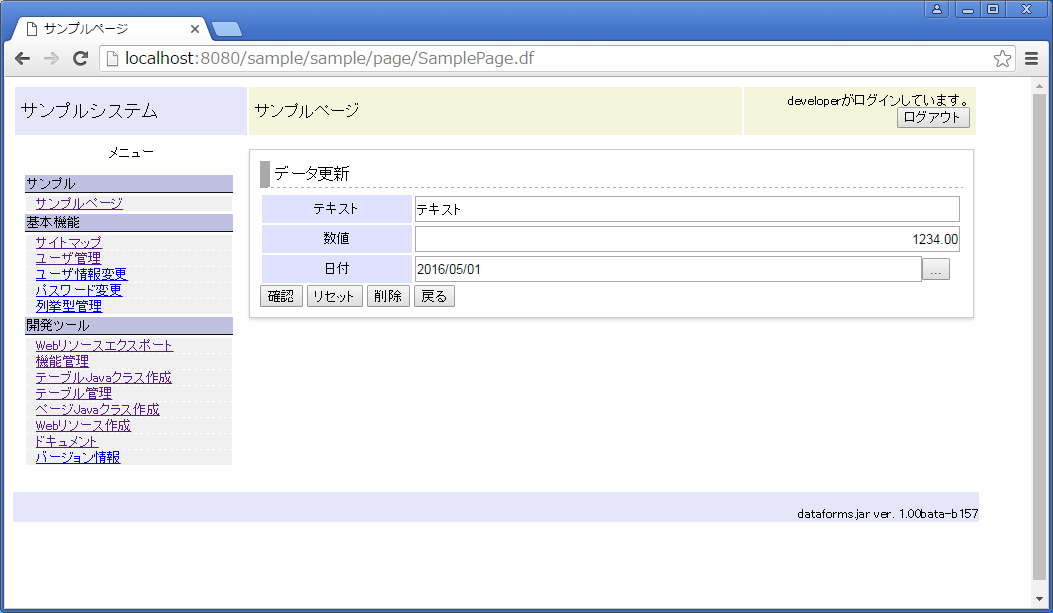 サンプルページ
localhost:8080/sample/sample/page/SamplePage.df
サンプルシステム
サンプルページ
developerがログインしています。
ログアウト
メニュー
サンプル
サンプルページ
基本機能
サイトマップ
ユーザ管理
ユーザ情報変更
パスワード変更
列挙型管理
開発ツール
Webリソースエクスポート
機能管理
テーブルJavaクラス作成
テーブル管理
ページJavaクラス作成
Webリソース作成
ドキュメント
バージョン情報
データ更新
テキスト テキスト
数値 1234.00
日付 2016/05/01 ...
確認 リセット 削除 戻る
dataforms.jar ver. 1.00bata-b157